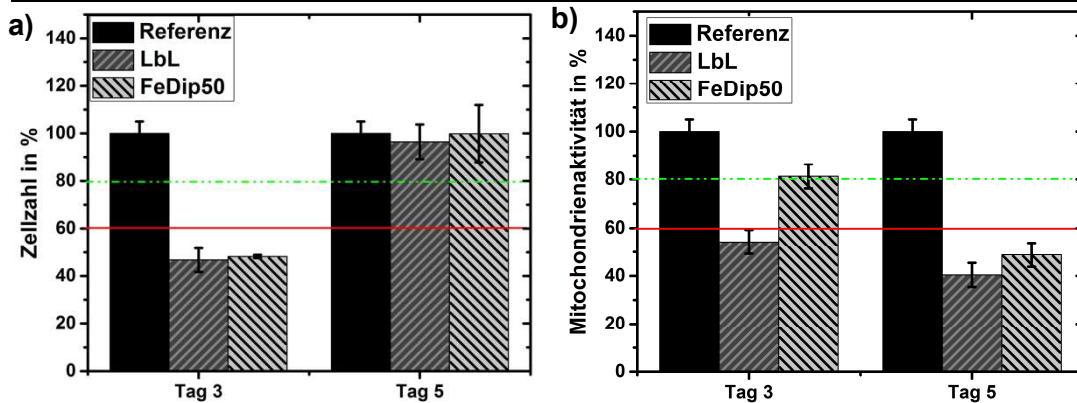 a)
Zellzahl in %
140
120
100
80
60
40
20
0
Referenz
LbL
FeDip50
Tag 3
Tag 5
b)
Mitochondrienaktivität in %
140
120
100
80
60
40
20
0
Referenz
LbL
FeDip50
Tag 3
Tag 5